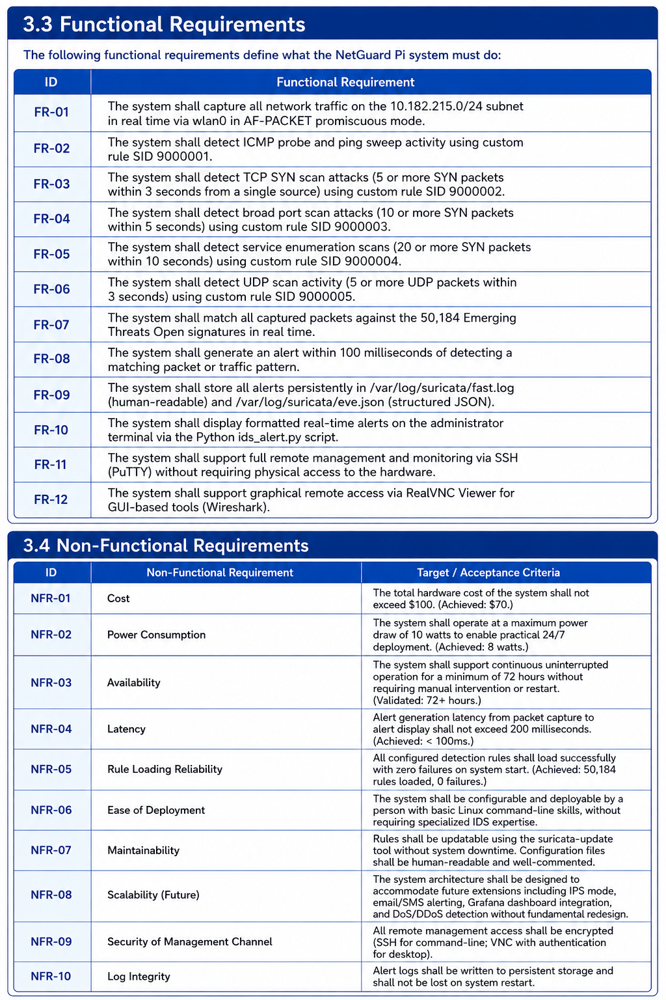 3.3 Functional Requirements
The following functional requirements define what the NetGuard Pi system must do:
ID
Functional Requirement
FR-01
The system shall capture all network traffic on the 10.182.215.0/24 subnet
in real time via wlan0 in AF-PACKET promiscuous mode.
FR-02
The system shall detect ICMP probe and ping sweep activity using custom
rule SID 9000001.
FR-03
The system shall detect TCP SYN scan attacks (5 or more SYN packets
within 3 seconds from a single source) using custom rule SID 9000002.
FR-04
The system shall detect broad port scan attacks (10 or more SYN packets
within 5 seconds) using custom rule SID 9000003.
FR-05
The system shall detect service enumeration scans (20 or more SYN packets
within 10 seconds) using custom rule SID 9000004.
FR-06
The system shall detect UDP scan activity (5 or more UDP packets within
3 seconds) using custom rule SID 9000005.
FR-07
The system shall match all captured packets against the 50,184 Emerging
Threats Open signatures in real time.
FR-08
The system shall generate an alert within 100 milliseconds of detecting a
matching packet or traffic pattern.
FR-09
The system shall store all alerts persistently in /var/log/suricata/fast.log
(human-readable) and /var/log/suricata/eve.json (structured JSON).
FR-10
The system shall display formatted real-time alerts on the administrator
terminal via the Python ids_alert.py script.
FR-11
The system shall support full remote management and monitoring via SSH
(PuTTY) without requiring physical access to the hardware.
FR-12
The system shall support graphical remote access via RealVNC Viewer for
GUI-based tools (Wireshark).
3.4 Non-Functional Requirements
ID
Non-Functional Requirement
Target / Acceptance Criteria
NFR-01
Cost
The total hardware cost of the system shall not
exceed $100. (Achieved: $70.)
NFR-02
Power Consumption
The system shall operate at a maximum power
draw of 10 watts to enable practical 24/7
deployment. (Achieved: 8 watts.)
NFR-03
Availability
The system shall support continuous uninterrupted
operation for a minimum of 72 hours without
requiring manual intervention or restart.
(Validated: 72+ hours.)
NFR-04
Latency
Alert generation latency from packet capture to
alert display shall not exceed 200 milliseconds.
(Achieved: < 100ms.)
NFR-05
Rule Loading Reliability
All configured detection rules shall load successfully
with zero failures on system start. (Achieved: 50,184
rules loaded, 0 failures.)
NFR-06
Ease of Deployment
The system shall be configurable and deployable by a
person with basic Linux command-line skills, without
requiring specialized IDS expertise.
NFR-07
Maintainability
Rules shall be updatable using the suricata-update
tool without system downtime. Configuration files
shall be human-readable and well-commented.
NFR-08
Scalability (Future)
The system architecture shall be designed to
accommodate future extensions including IPS mode,
email/SMS alerting, Grafana dashboard integration,
and DoS/DDoS detection without fundamental redesign.
NFR-09
Security of Management Channel
All remote management access shall be encrypted
(SSH for command-line; VNC with authentication
for desktop).
NFR-10
Log Integrity
Alert logs shall be written to persistent storage and
shall not be lost on system restart.